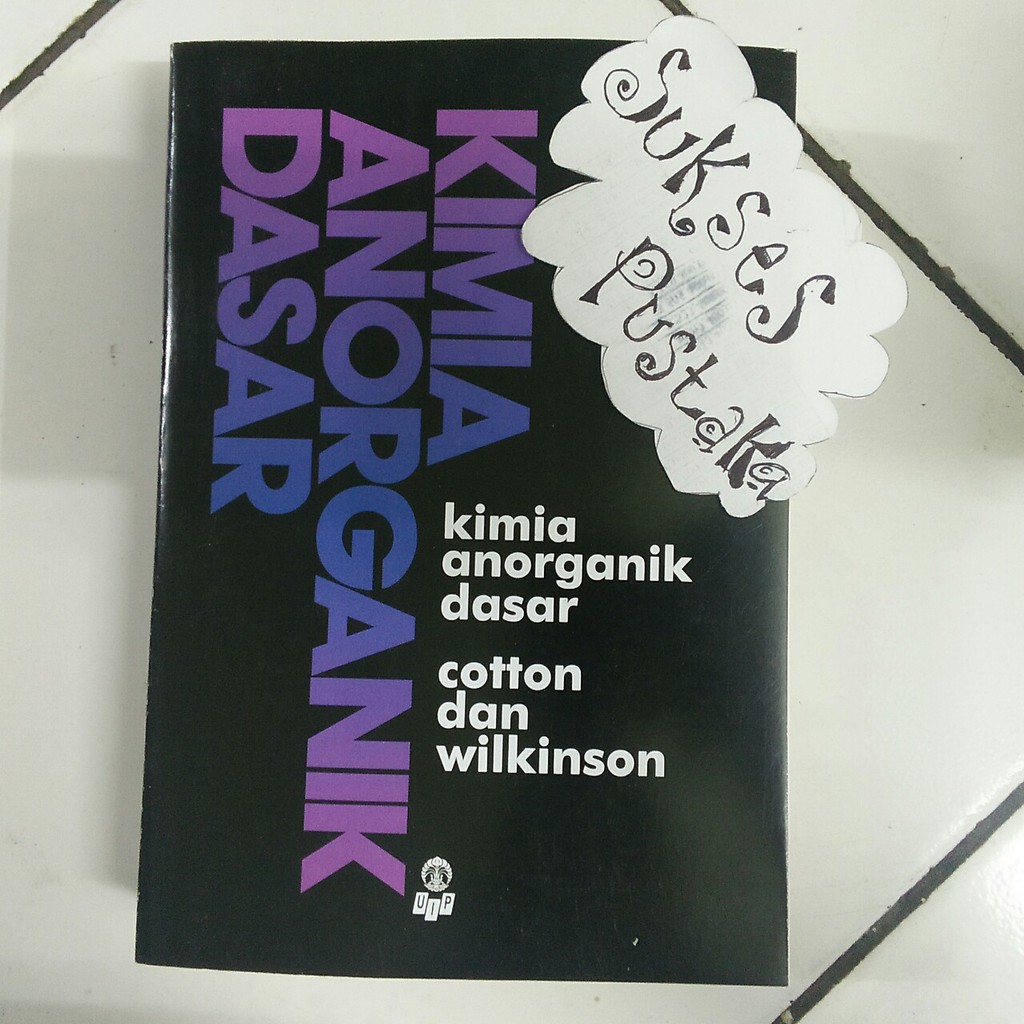 KIMIA
ANORGANIK
DASAR
kimia
anorganik
dasar
cotton
dan
wilkinson
UIP
Sukses
Pustaka